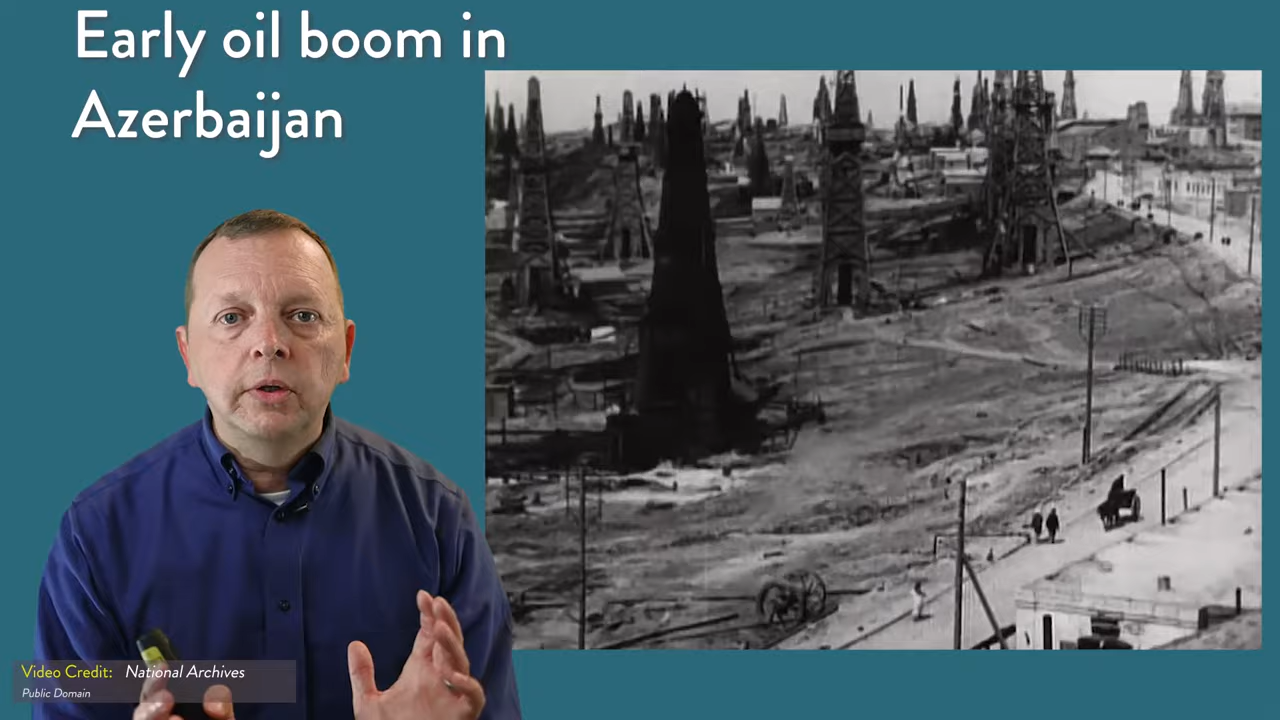 Early oil boom in
Azerbaijan
Video Credit: National Archives
Public Domain